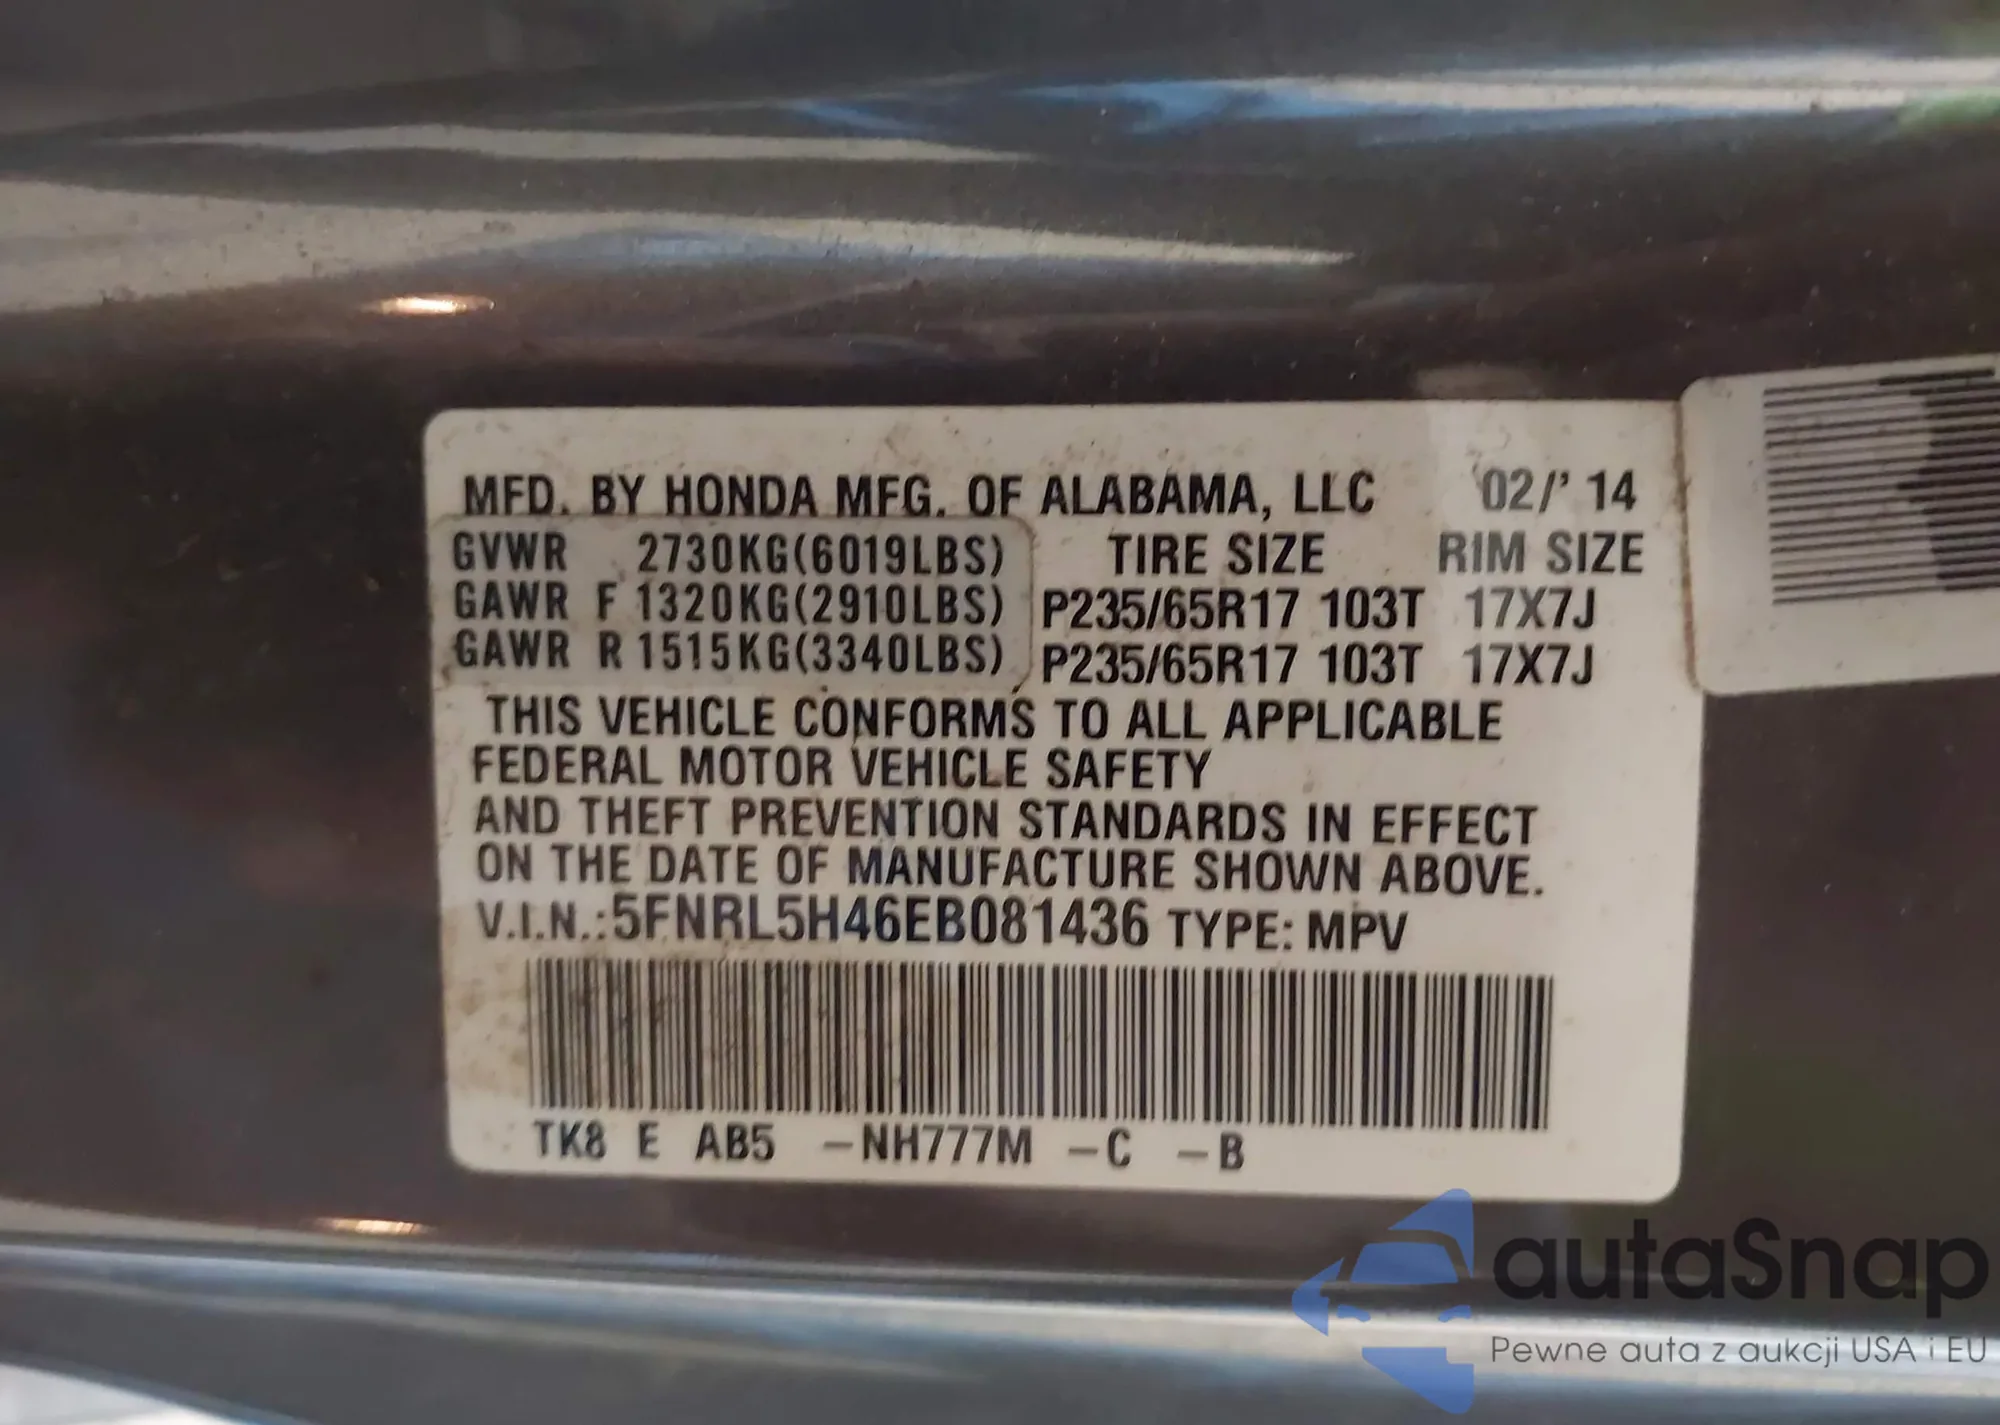 MFD. BY HONDA MFG. OF ALABAMA, LLC 02/' 14
GVWR 2730KG(6019LBS) TIRE SIZE RIM SIZE
GAWR F 1320KG(2910LBS) P235/65R17 103T 17X7J
GAWR R 1515KG(3340LBS) P235/65R17 103T 17X7J
THIS VEHICLE CONFORMS TO ALL APPLICABLE
FEDERAL MOTOR VEHICLE SAFETY
AND THEFT PREVENTION STANDARDS IN EFFECT
ON THE DATE OF MANUFACTURE SHOWN ABOVE.
V.I.N.:5FNRL5H46EB081436 TYPE: MPV
TK8 E AB5 -NH777M -C -B
autaSnap
Pewne auta z aukcji USA i EU